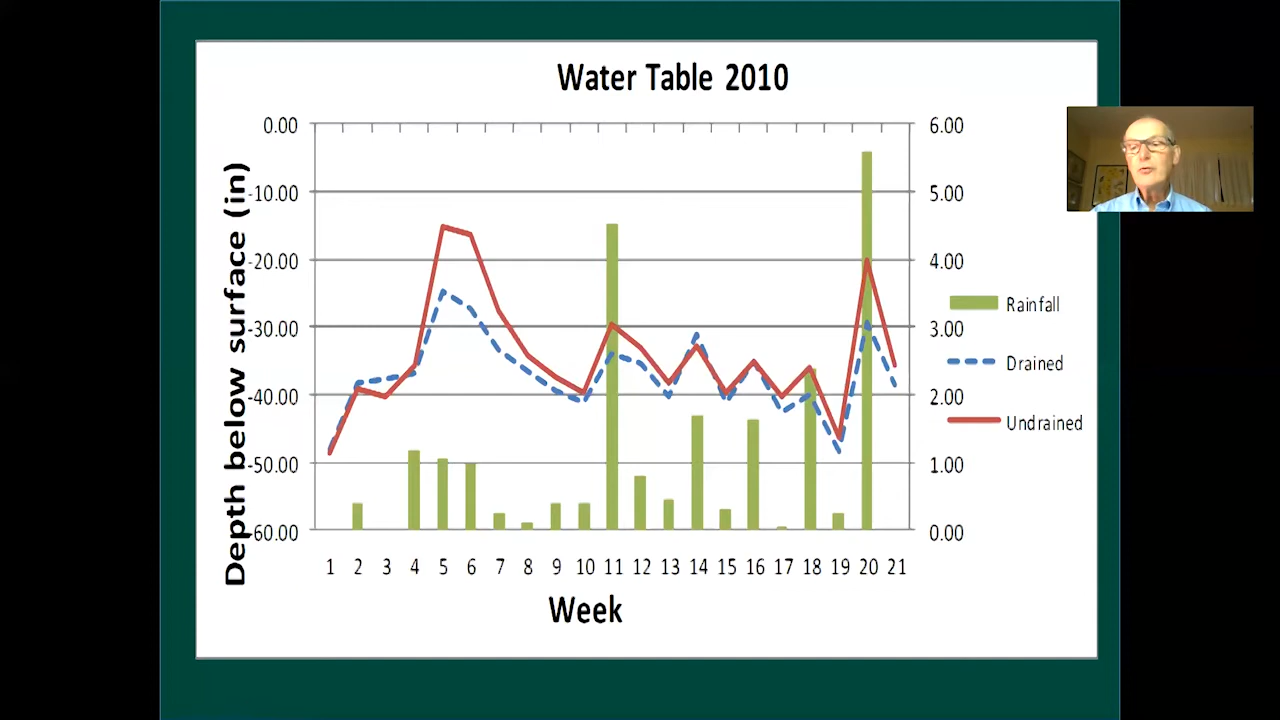 Water Table 2010
0.00
-10.00
-20.00
-30.00
-40.00
-50.00
-60.00
Depth below surface (in)
6.00
5.00
4.00
3.00
2.00
1.00
0.00
Rainfall
Drained
Undrained
1 2 3 4 5 6 7 8 9 10 11 12 13 14 15 16 17 18 19 20 21
Week